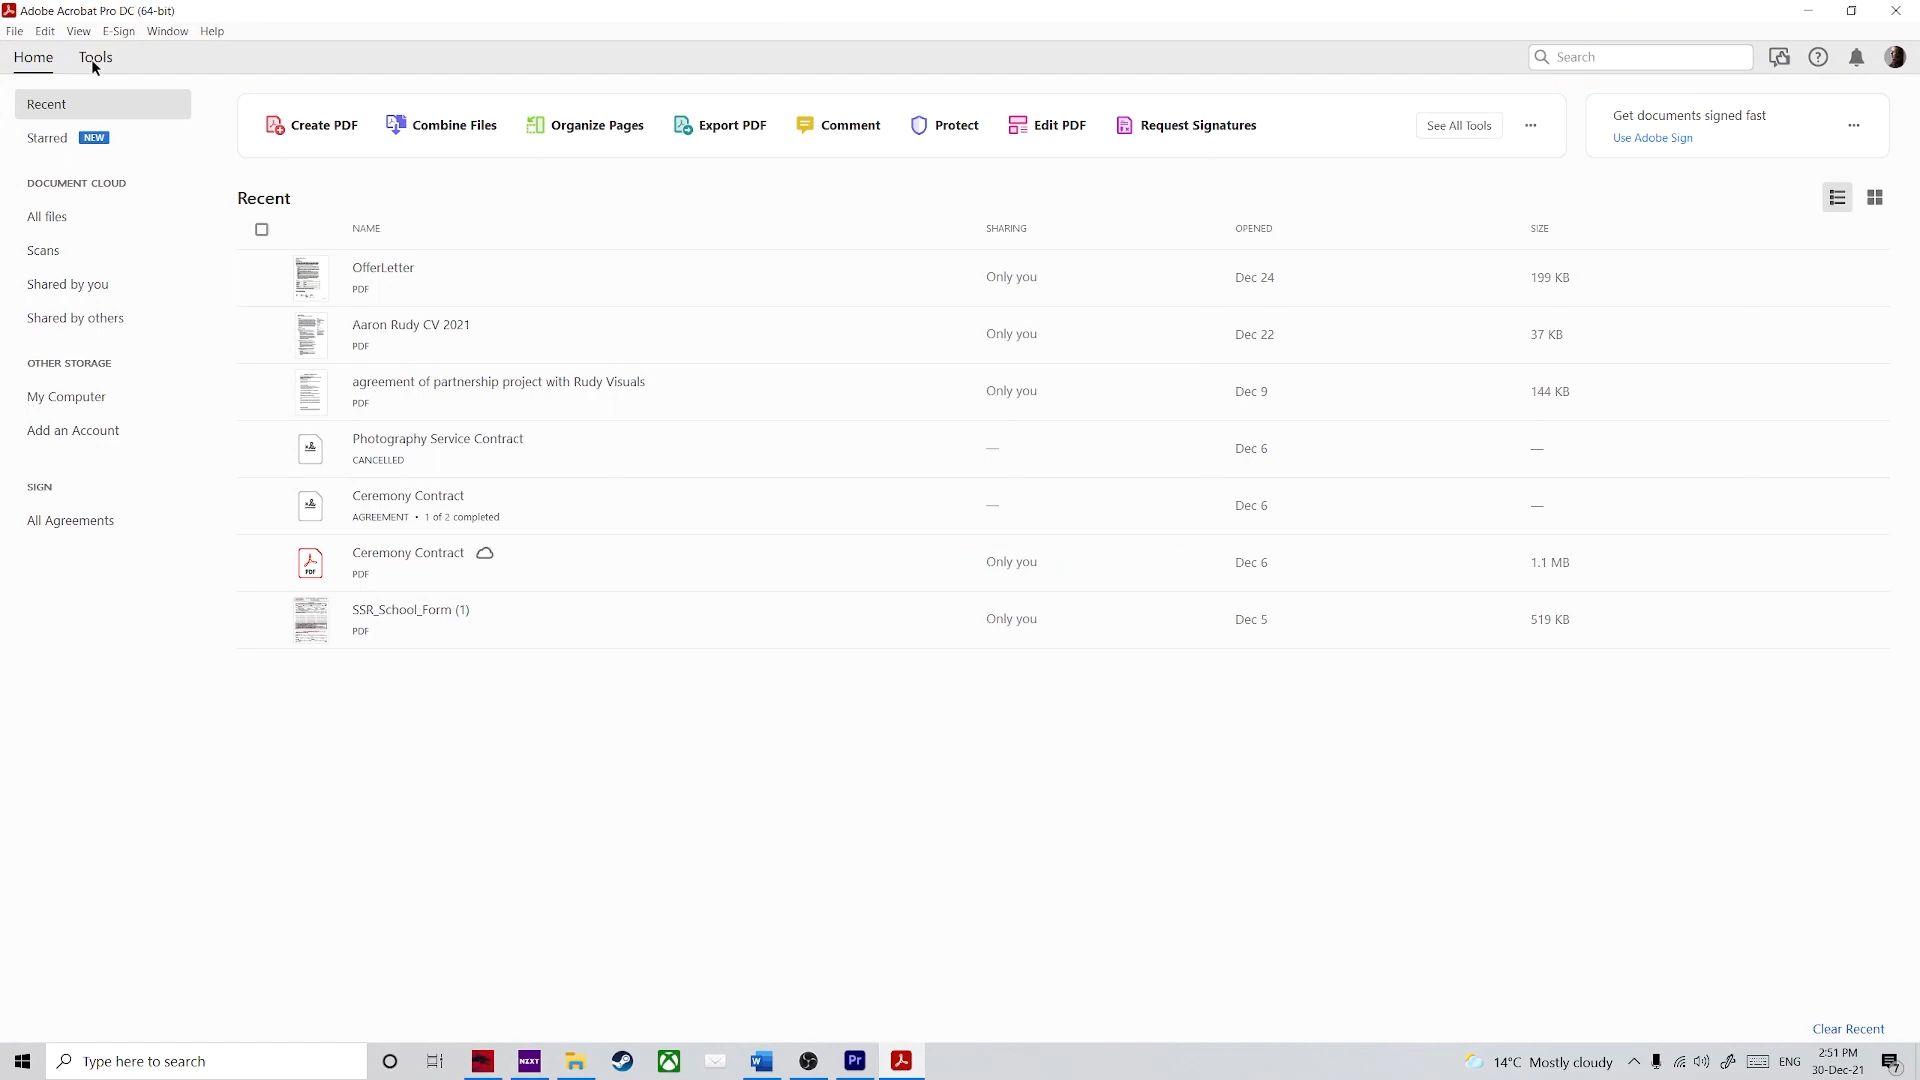 Adobe Acrobat Pro DC (64-bit)
File Edit View E-Sign Window Help
Home Tools
Search
Recent
Starred NEW
DOCUMENT CLOUD
All files
Scans
Shared by you
Shared by others
OTHER STORAGE
My Computer
Add an Account
SIGN
All Agreements
Create PDF Combine Files Organize Pages Export PDF Comment Protect Edit PDF Request Signatures See All Tools
Get documents signed fast
Use Adobe Sign
Recent
NAME SHARING OPENED SIZE
OfferLetter
PDF
Only you Dec 24 199 KB
Aaron Rudy CV 2021
PDF
Only you Dec 22 37 KB
agreement of partnership project with Rudy Visuals
PDF
Only you Dec 9 144 KB
Photography Service Contract
CANCELLED
— Dec 6 —
Ceremony Contract
AGREEMENT • 1 of 2 completed
— Dec 6 —
Ceremony Contract
PDF
PDF
Only you Dec 6 1.1 MB
SSR_School_Form (1)
PDF
Only you Dec 5 519 KB
Clear Recent
Type here to search
NZXT
W
Pr
14°C Mostly cloudy
ENG
2:51 PM
30-Dec-21
7